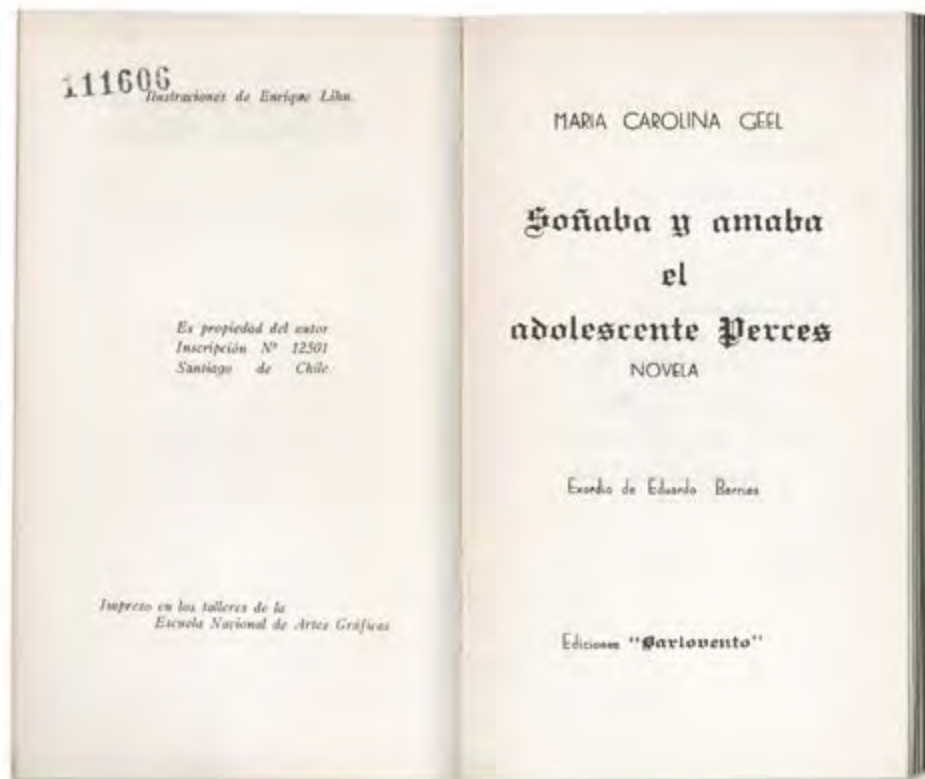 111606
Ilustraciones de Enrique Lihn.
Es propiedad del autor
Inscripción Nº 12501
Santiago de Chile
Impreso en los talleres de la
Escuela Nacional de Artes Gráficas
MARIA CAROLINA GEEL
Soñaba y amaba
el
adolescente Perces
NOVELA
Exordio de Eduardo Barrios
Ediciones "Barlovento"